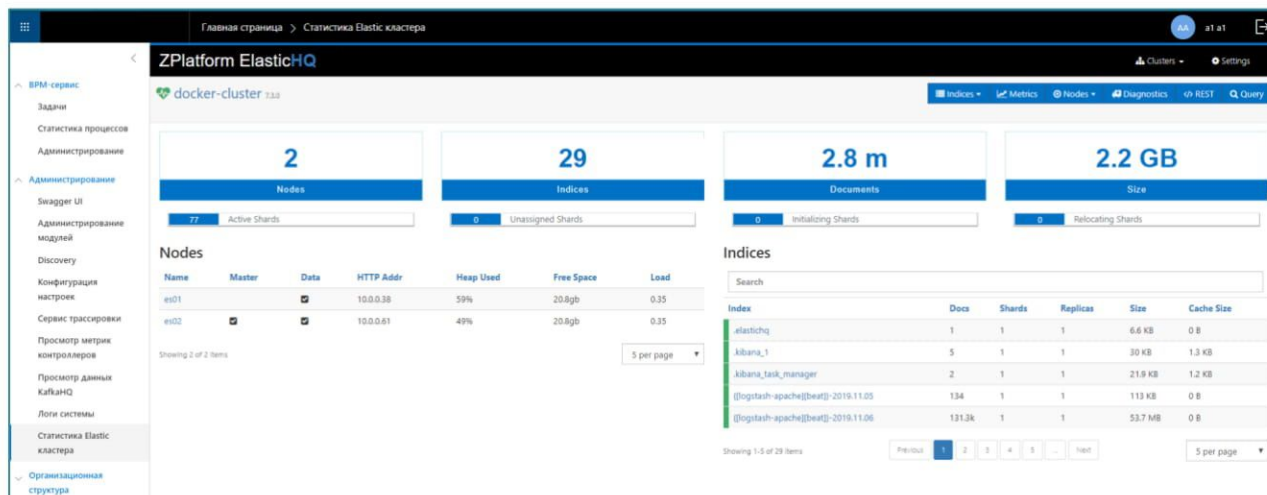 Главная страница > Статистика Elastic кластера
AA a1 a1
ZPlatform ElasticHQ
Clusters Settings
BPM-сервис
Задачи
Статистика процессов
Администрирование
Администрирование
Swagger UI
Администрирование
модулей
Discovery
Конфигурация
настроек
Сервис трассировки
Просмотр метрик
контроллеров
Просмотр данных
KafkaHQ
Логи системы
Статистика Elastic
кластера
Организационная
структура
docker-cluster 7.3.0
Indices Metrics Nodes Diagnostics </> REST Query
2
Nodes
29
Indices
2.8 m
Documents
2.2 GB
Size
77 Active Shards
0 Unassigned Shards
0 Initializing Shards
0 Relocating Shards
Nodes
Name Master Data HTTP Addr Heap Used Free Space Load
es01 10.0.0.38 59% 20.8gb 0.35
es02 10.0.0.61 49% 20.8gb 0.35
Showing 2 of 2 items
5 per page
Indices
Search
Index Docs Shards Replicas Size Cache Size
.elastichq 1 1 1 6.6 KB 0 B
.kibana_1 5 1 1 30 KB 1.3 KB
.kibana_task_manager 2 1 1 21.9 KB 1.2 KB
([logstash-apache][beat])-2019.11.05 134 1 1 113 KB 0 B
([logstash-apache][beat])-2019.11.06 131.3k 1 1 53.7 MB 0 B
Showing 1-5 of 29 items
Previous 1 2 3 4 5 ... Next
5 per page